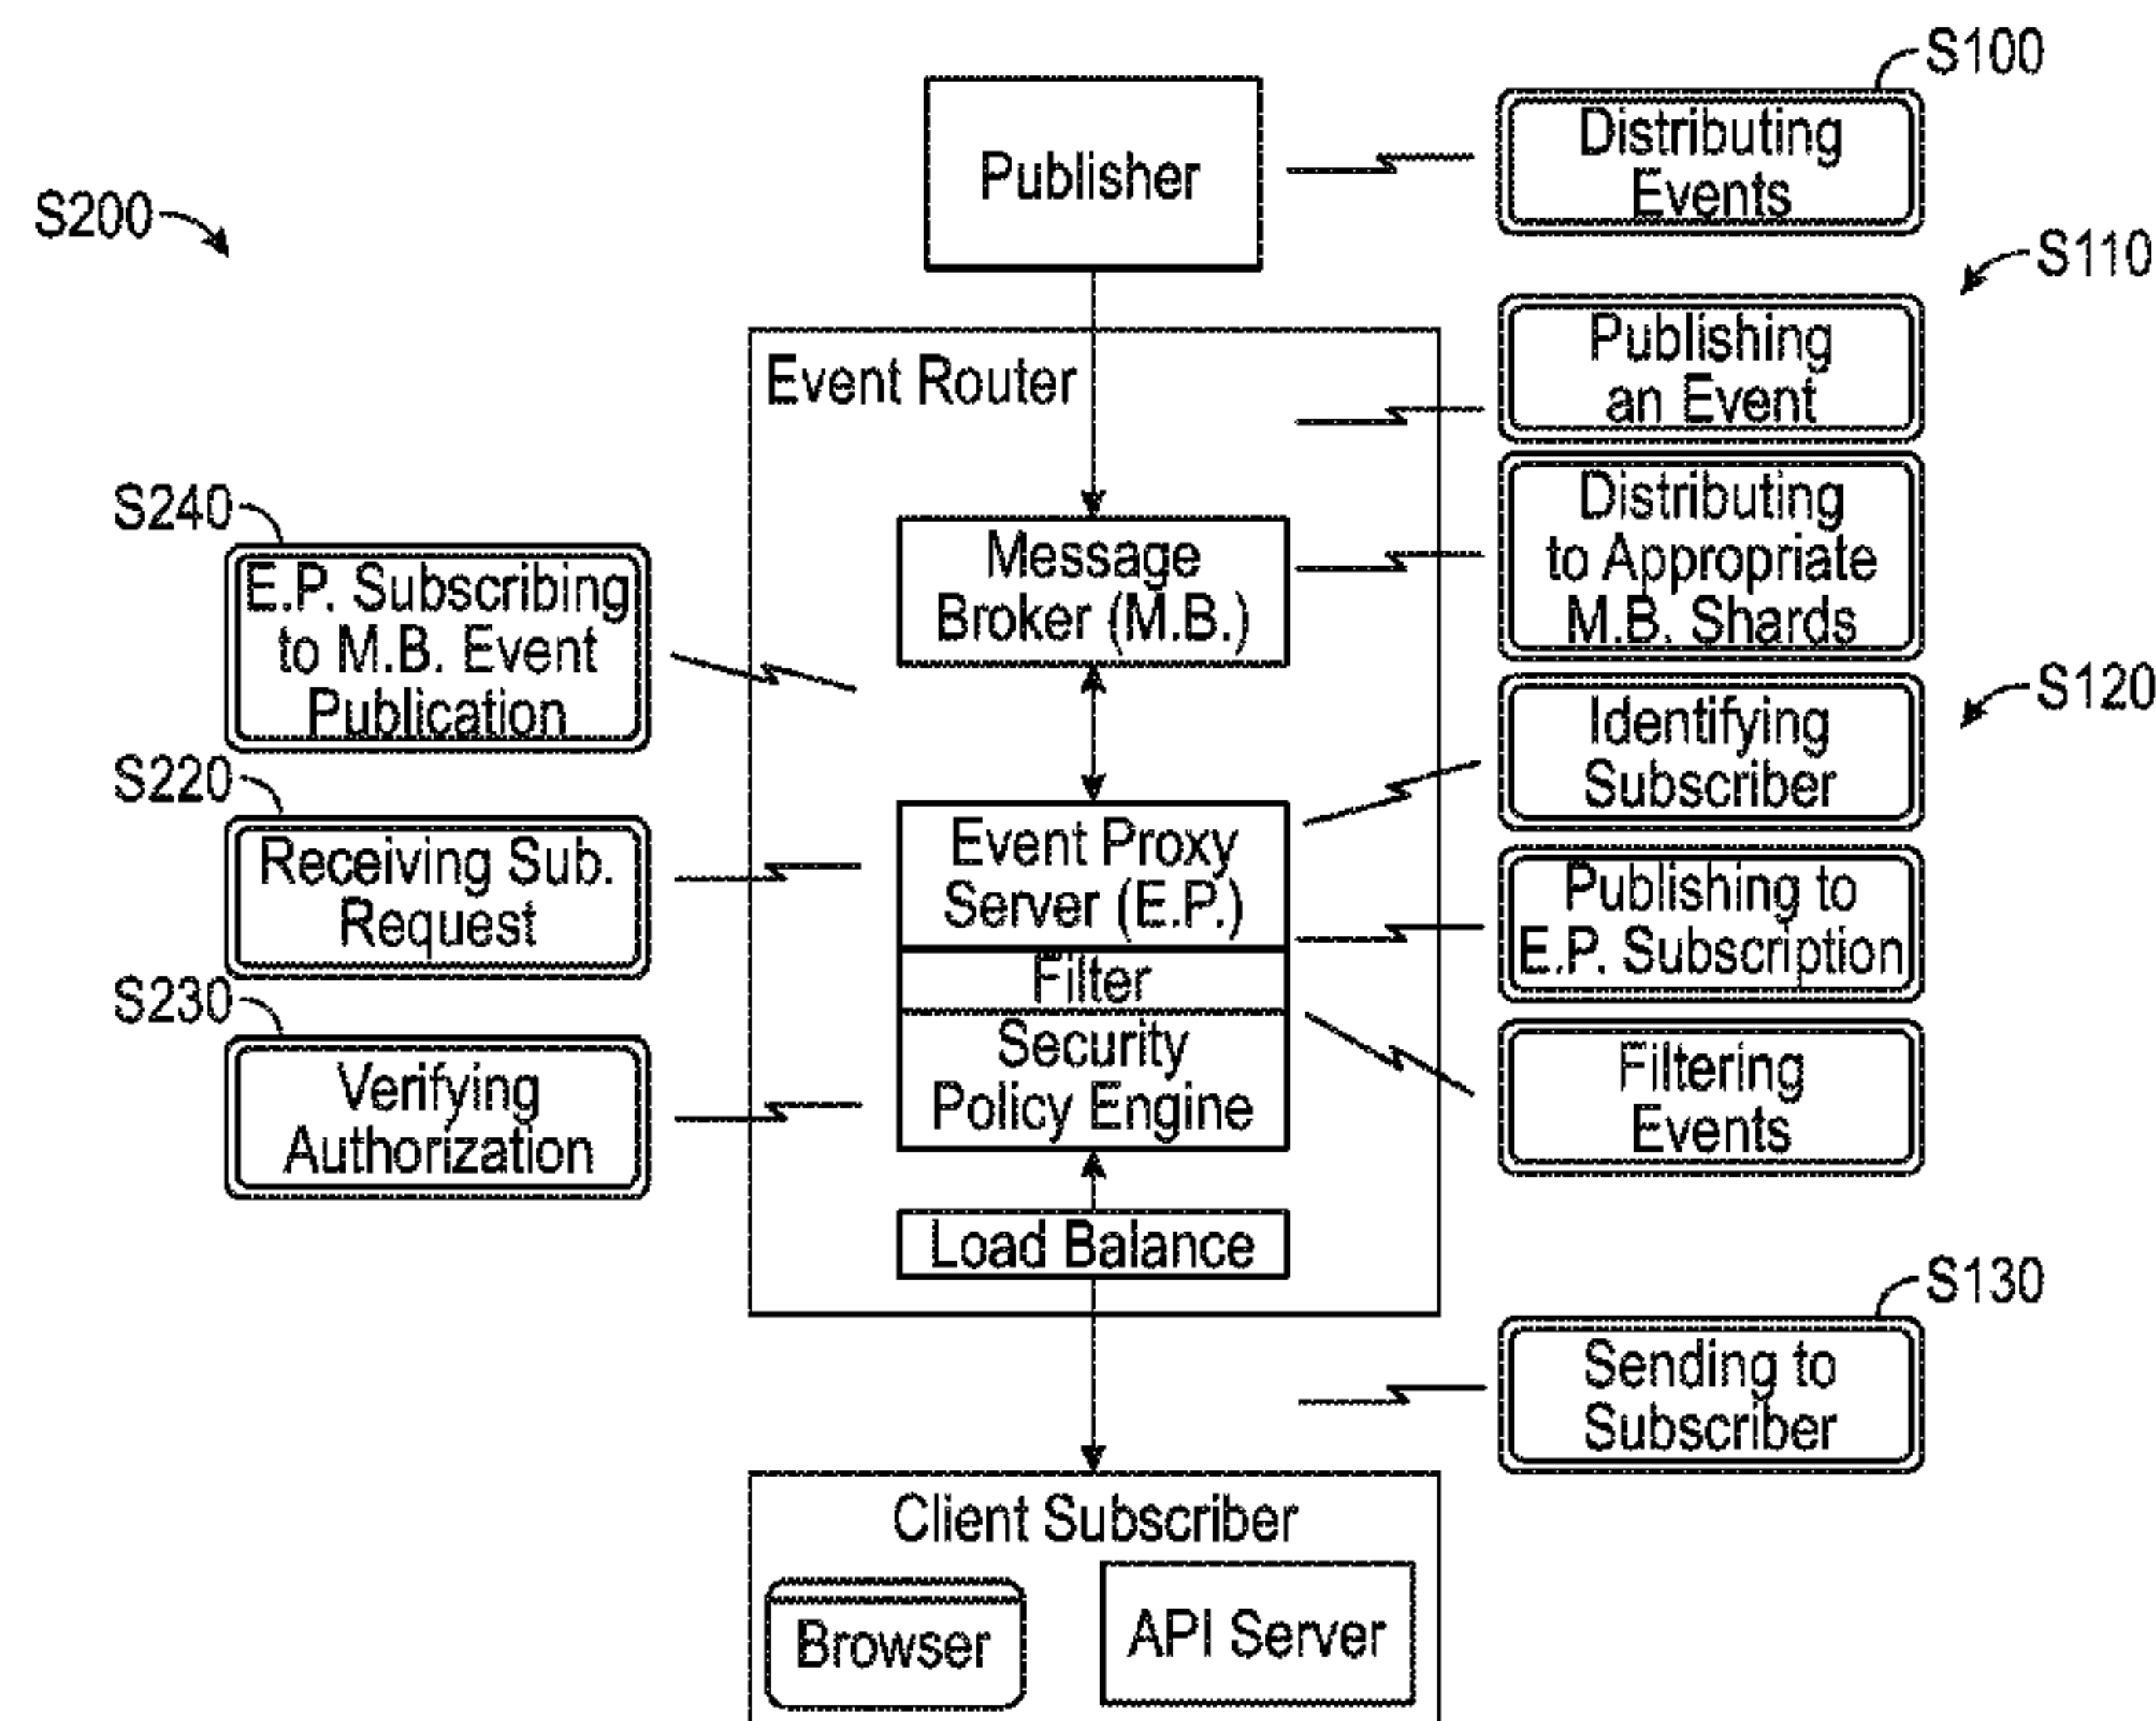 S100
Distributing
Events
Publisher
S200
S110
Publishing
an Event
Event Router
Distributing
to Appropriate
M.B. Shards
Message
Broker (M.B.)
S240
E.P. Subscribing
to M.B. Event
Publication
S120
Identifying
Subscriber
S220
Receiving Sub.
Request
Event Proxy
Server (E.P.)
Filter
Security
Policy Engine
Publishing to
E.P. Subscription
S230
Verifying
Authorization
Filtering
Events
Load Balance
S130
Sending to
Subscriber
Client Subscriber
Browser
API Server